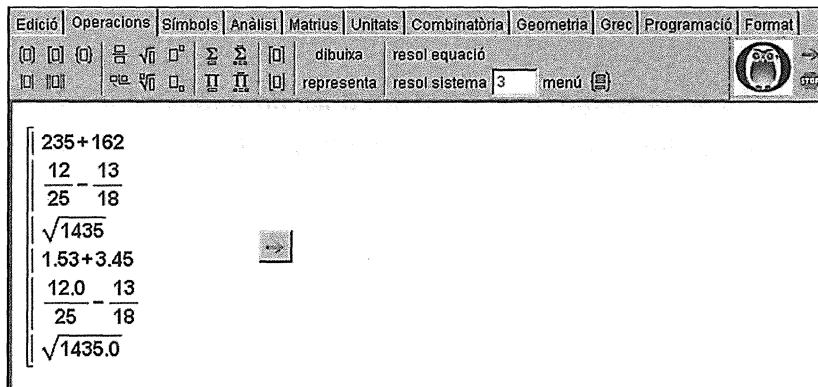 Edició Operacions Símbols Anàlisi Matrius Unitats Combinatòria Geometria Grec Programació Format
dibuixa resol equació
representa resol sistema 3 menú
235+162
12/25 - 13/18
√1435
1.53+3.45
12.0/25 - 13/18
√1435.0